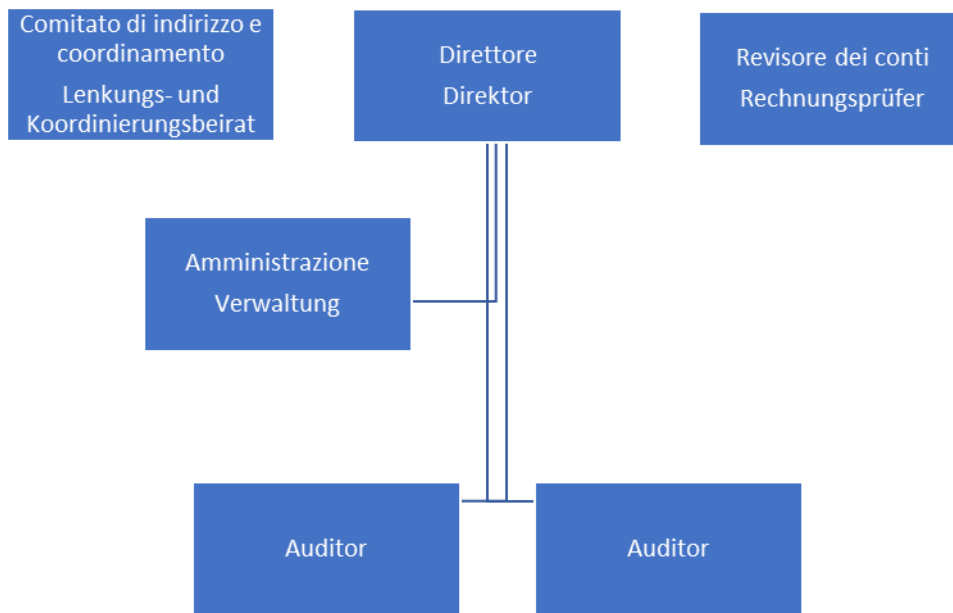 Comitato di indirizzo e
coordinamento
Lenkungs- und
Koordinierungsbeirat
Direttore
Direktor
Revisore dei conti
Rechnungsprüfer
Amministrazione
Verwaltung
Auditor
Auditor